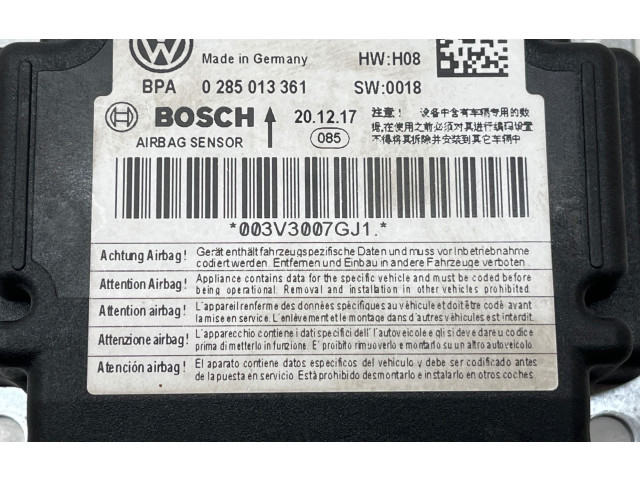 Made in Germany HW:H08
BPA 0 285 013 361 SW:0018
BOSCH 20.12.17
AIRBAG SENSOR 085
注意! 设备中含有车辆专用的数
据,在使用之前必须对其进行编码设置
不得将其拆除并安装到其它车辆中
*003V3007GJ1.*
Achtung Airbag! Gerät enthält fahrzeugspezifische Daten und muss vor Inbetriebnahme
codiert werden. Entfernen und Einbau in andere Fahrzeuge verboten.
Attention Airbag! Appliance contains data for the specific vehicle and must be coded before
being operational. Removal and installation in other vehicles prohibited.
Attention airbag! L'appareil renferme des données spécifiques au véhicule et doit être codé avant
la mise en service. L'enlèvement et le montage dans d'autres véhicules est interdit.
Attenzione airbag! L'apparecchio contiene i dati specifici dell'autoveicolo e gli si deve dare u codice
prima di metterlo in funzione. E' proibito rimuoverlo e montarlo su un altro autoveicolo.
Atención airbag! El aparato contiene datos especificos del vehículo y debe ser codificado antes
de la puesta en servicio. Está prohibido desmontarlo e instalarlo en otros coches.